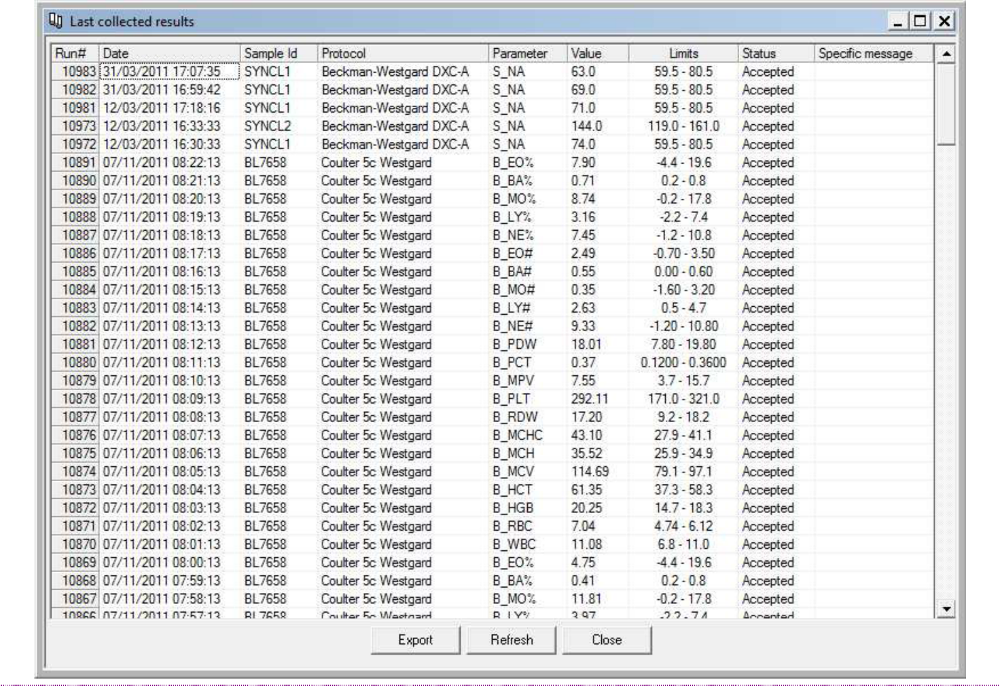 Last collected results
Run# Date Sample Id Protocol Parameter Value Limits Status Specific message
10983 31/03/2011 17:07:35 SYNCL1 Beckman-Westgard DXC-A S_NA 63.0 59.5 - 80.5 Accepted
10982 31/03/2011 16:59:42 SYNCL1 Beckman-Westgard DXC-A S_NA 69.0 59.5 - 80.5 Accepted
10981 12/03/2011 17:18:16 SYNCL1 Beckman-Westgard DXC-A S_NA 71.0 59.5 - 80.5 Accepted
10973 12/03/2011 16:33:33 SYNCL2 Beckman-Westgard DXC-A S_NA 144.0 119.0 - 161.0 Accepted
10972 12/03/2011 16:30:33 SYNCL1 Beckman-Westgard DXC-A S_NA 74.0 59.5 - 80.5 Accepted
10891 07/11/2011 08:22:13 BL7658 Coulter 5c Westgard B_EO% 7.90 -4.4 - 19.6 Accepted
10890 07/11/2011 08:21:13 BL7658 Coulter 5c Westgard B_BA% 0.71 0.2 - 0.8 Accepted
10889 07/11/2011 08:20:13 BL7658 Coulter 5c Westgard B_MO% 8.74 -0.2 - 17.8 Accepted
10888 07/11/2011 08:19:13 BL7658 Coulter 5c Westgard B_LY% 3.16 -2.2 - 7.4 Accepted
10887 07/11/2011 08:18:13 BL7658 Coulter 5c Westgard B_NE% 7.45 -1.2 - 10.8 Accepted
10886 07/11/2011 08:17:13 BL7658 Coulter 5c Westgard B_EO# 2.49 -0.70 - 3.50 Accepted
10885 07/11/2011 08:16:13 BL7658 Coulter 5c Westgard B_BA# 0.55 0.00 - 0.60 Accepted
10884 07/11/2011 08:15:13 BL7658 Coulter 5c Westgard B_MO# 0.35 -1.60 - 3.20 Accepted
10883 07/11/2011 08:14:13 BL7658 Coulter 5c Westgard B_LY# 2.63 0.5 - 4.7 Accepted
10882 07/11/2011 08:13:13 BL7658 Coulter 5c Westgard B_NE# 9.33 -1.20 - 10.80 Accepted
10881 07/11/2011 08:12:13 BL7658 Coulter 5c Westgard B_PDW 18.01 7.80 - 19.80 Accepted
10880 07/11/2011 08:11:13 BL7658 Coulter 5c Westgard B_PCT 0.37 0.1200 - 0.3600 Accepted
10879 07/11/2011 08:10:13 BL7658 Coulter 5c Westgard B_MPV 7.55 3.7 - 15.7 Accepted
10878 07/11/2011 08:09:13 BL7658 Coulter 5c Westgard B_PLT 292.11 171.0 - 321.0 Accepted
10877 07/11/2011 08:08:13 BL7658 Coulter 5c Westgard B_RDW 17.20 9.2 - 18.2 Accepted
10876 07/11/2011 08:07:13 BL7658 Coulter 5c Westgard B_MCHC 43.10 27.9 - 41.1 Accepted
10875 07/11/2011 08:06:13 BL7658 Coulter 5c Westgard B_MCH 35.52 25.9 - 34.9 Accepted
10874 07/11/2011 08:05:13 BL7658 Coulter 5c Westgard B_MCV 114.69 79.1 - 97.1 Accepted
10873 07/11/2011 08:04:13 BL7658 Coulter 5c Westgard B_HCT 61.35 37.3 - 58.3 Accepted
10872 07/11/2011 08:03:13 BL7658 Coulter 5c Westgard B_HGB 20.25 14.7 - 18.3 Accepted
10871 07/11/2011 08:02:13 BL7658 Coulter 5c Westgard B_RBC 7.04 4.74 - 6.12 Accepted
10870 07/11/2011 08:01:13 BL7658 Coulter 5c Westgard B_WBC 11.08 6.8 - 11.0 Accepted
10869 07/11/2011 08:00:13 BL7658 Coulter 5c Westgard B_EO% 4.75 -4.4 - 19.6 Accepted
10868 07/11/2011 07:59:13 BL7658 Coulter 5c Westgard B_BA% 0.41 0.2 - 0.8 Accepted
10867 07/11/2011 07:58:13 BL7658 Coulter 5c Westgard B_MO% 11.81 -0.2 - 17.8 Accepted
10866 07/11/2011 07:57:13 BL7658 Coulter 5c Westgard B_LY% 3.97 -2.2 - 7.4 Accepted
Export Refresh Close